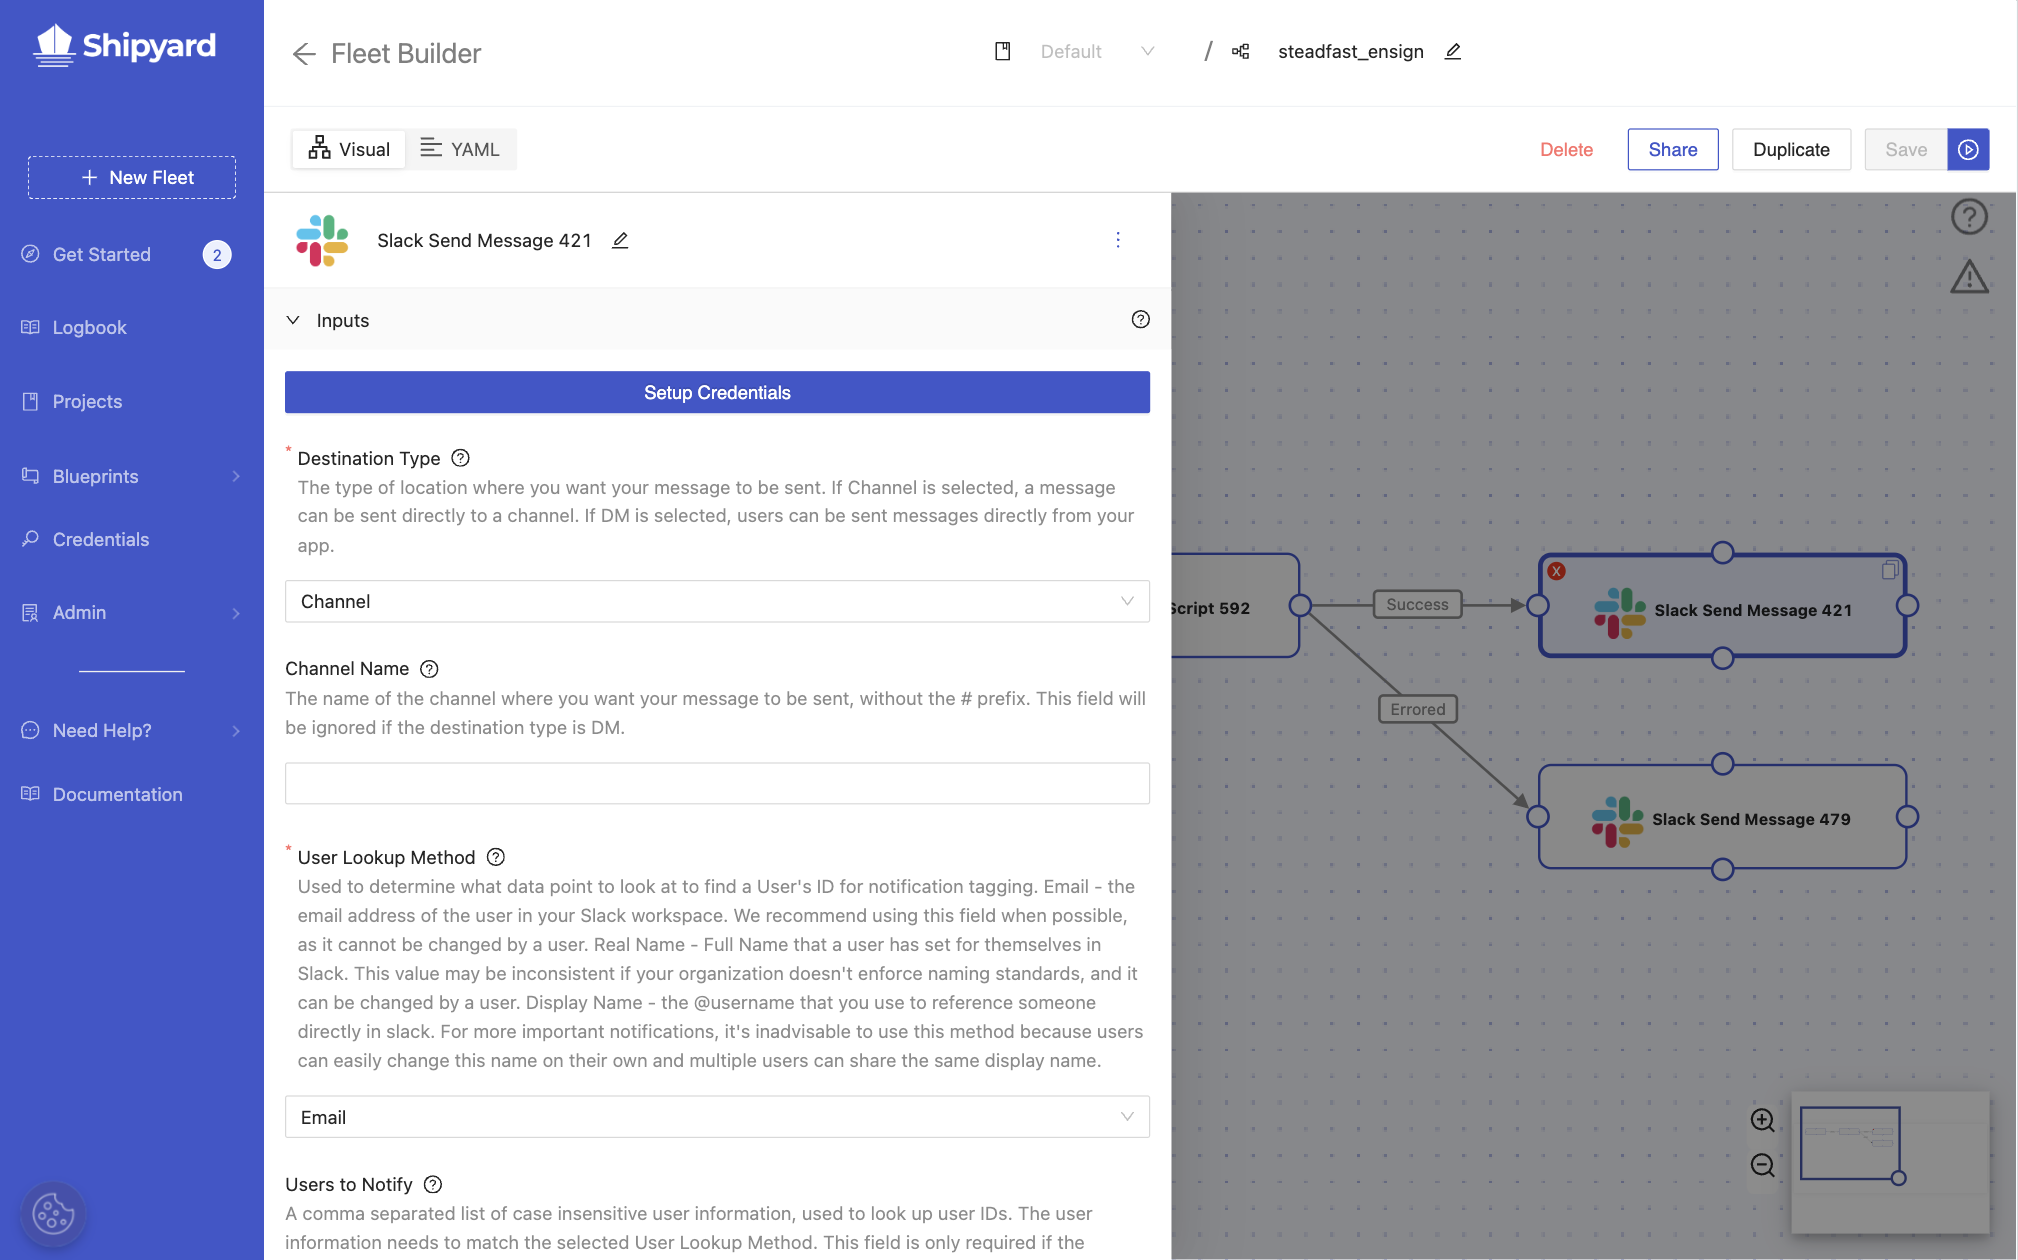 Shipyard
Fleet Builder
Default
/
steadfast_ensign
New Fleet
Visual
YAML
Delete
Share
Duplicate
Save
Get Started
2
Logbook
Projects
Blueprints
Credentials
Admin
Need Help?
Documentation
Slack Send Message 421
Inputs
Setup Credentials
* Destination Type
The type of location where you want your message to be sent. If Channel is selected, a message
can be sent directly to a channel. If DM is selected, users can be sent messages directly from your
app.
Channel
Channel Name
The name of the channel where you want your message to be sent, without the # prefix. This field will
be ignored if the destination type is DM.
* User Lookup Method
Used to determine what data point to look at to find a User's ID for notification tagging. Email - the
email address of the user in your Slack workspace. We recommend using this field when possible,
as it cannot be changed by a user. Real Name - Full Name that a user has set for themselves in
Slack. This value may be inconsistent if your organization doesn't enforce naming standards, and it
can be changed by a user. Display Name - the @username that you use to reference someone
directly in slack. For more important notifications, it's inadvisable to use this method because users
can easily change this name on their own and multiple users can share the same display name.
Email
Users to Notify
A comma separated list of case insensitive user information, used to look up user IDs. The user
information needs to match the selected User Lookup Method. This field is only required if the
Script 592
Success
X
Slack Send Message 421
Errored
Slack Send Message 479